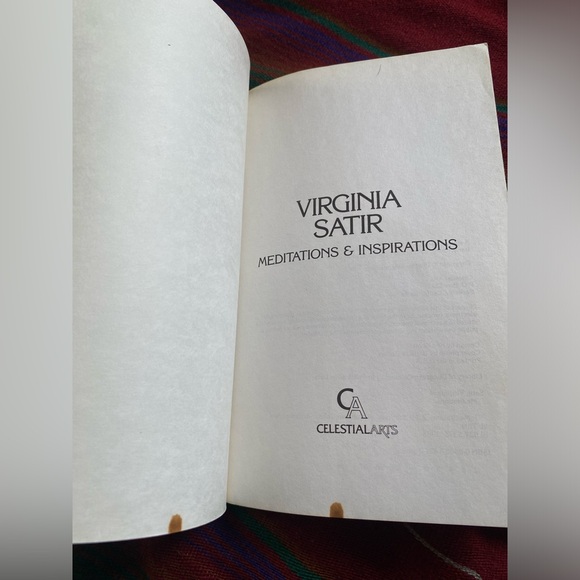 VIRGINIA
SATIR
MEDITATIONS & INSPIRATIONS
CA
CELESTIALARTS